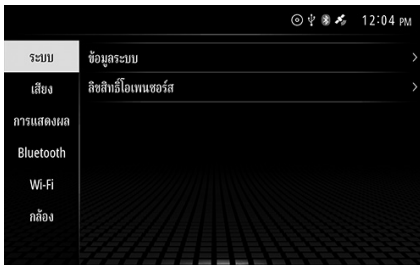 12:04 PM
ระบบ
ข้อมูลระบบ
เสียง
ลิขสิทธิ์โอเพนซอร์ส
การแสดงผล
Bluetooth
Wi-Fi
กล้อง